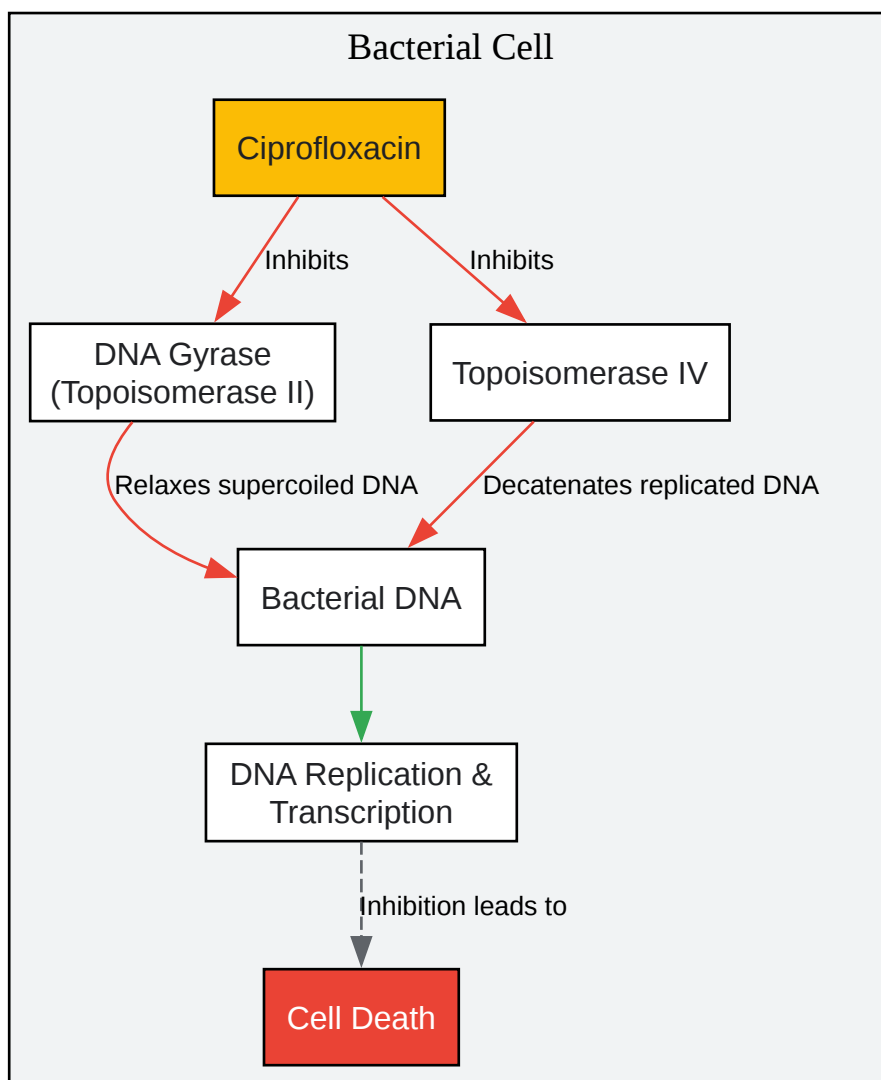 Bacterial Cell
Ciprofloxacin
Inhibits
Inhibits
DNA Gyrase
(Topoisomerase II)
Topoisomerase IV
Relaxes supercoiled DNA
Decatenates replicated DNA
Bacterial DNA
DNA Replication &
Transcription
Inhibition leads to
Cell Death